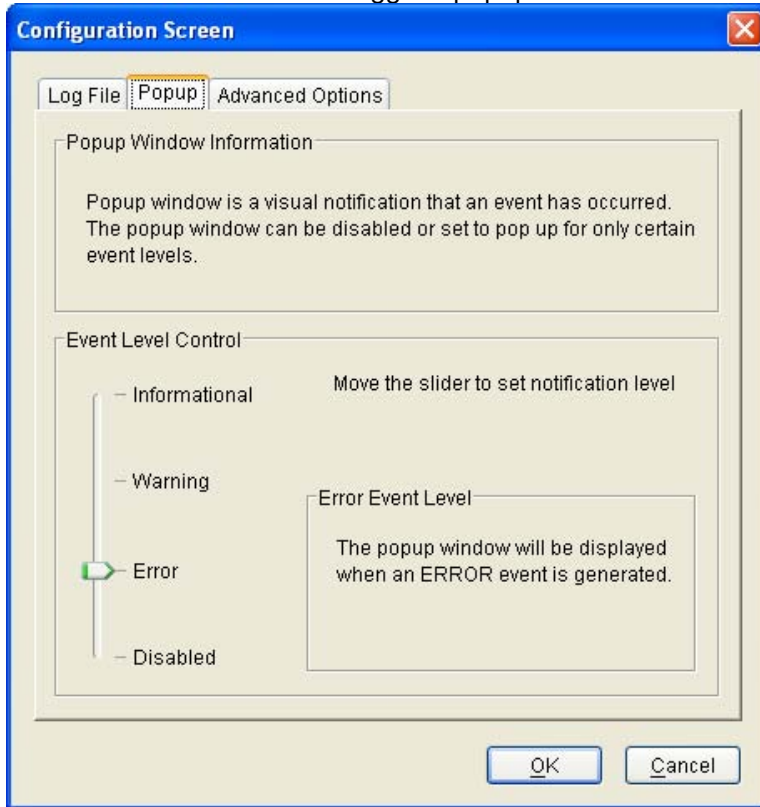 Configuration Screen
Log File Popup Advanced Options
Popup Window Information
Popup window is a visual notification that an event has occurred.
The popup window can be disabled or set to pop up for only certain
event levels.
Event Level Control
Informational
Move the slider to set notification level
Warning
Error Event Level
The popup window will be displayed
when an ERROR event is generated.
Error
Disabled
OK Cancel